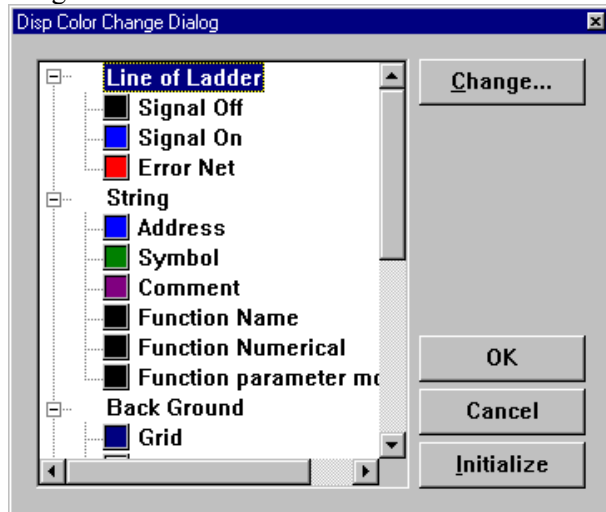 Disp Color Change Dialog
Line of Ladder
Signal Off
Signal On
Error Net
String
Address
Symbol
Comment
Function Name
Function Numerical
Function parameter
Back Ground
Grid
Change...
OK
Cancel
Initialize